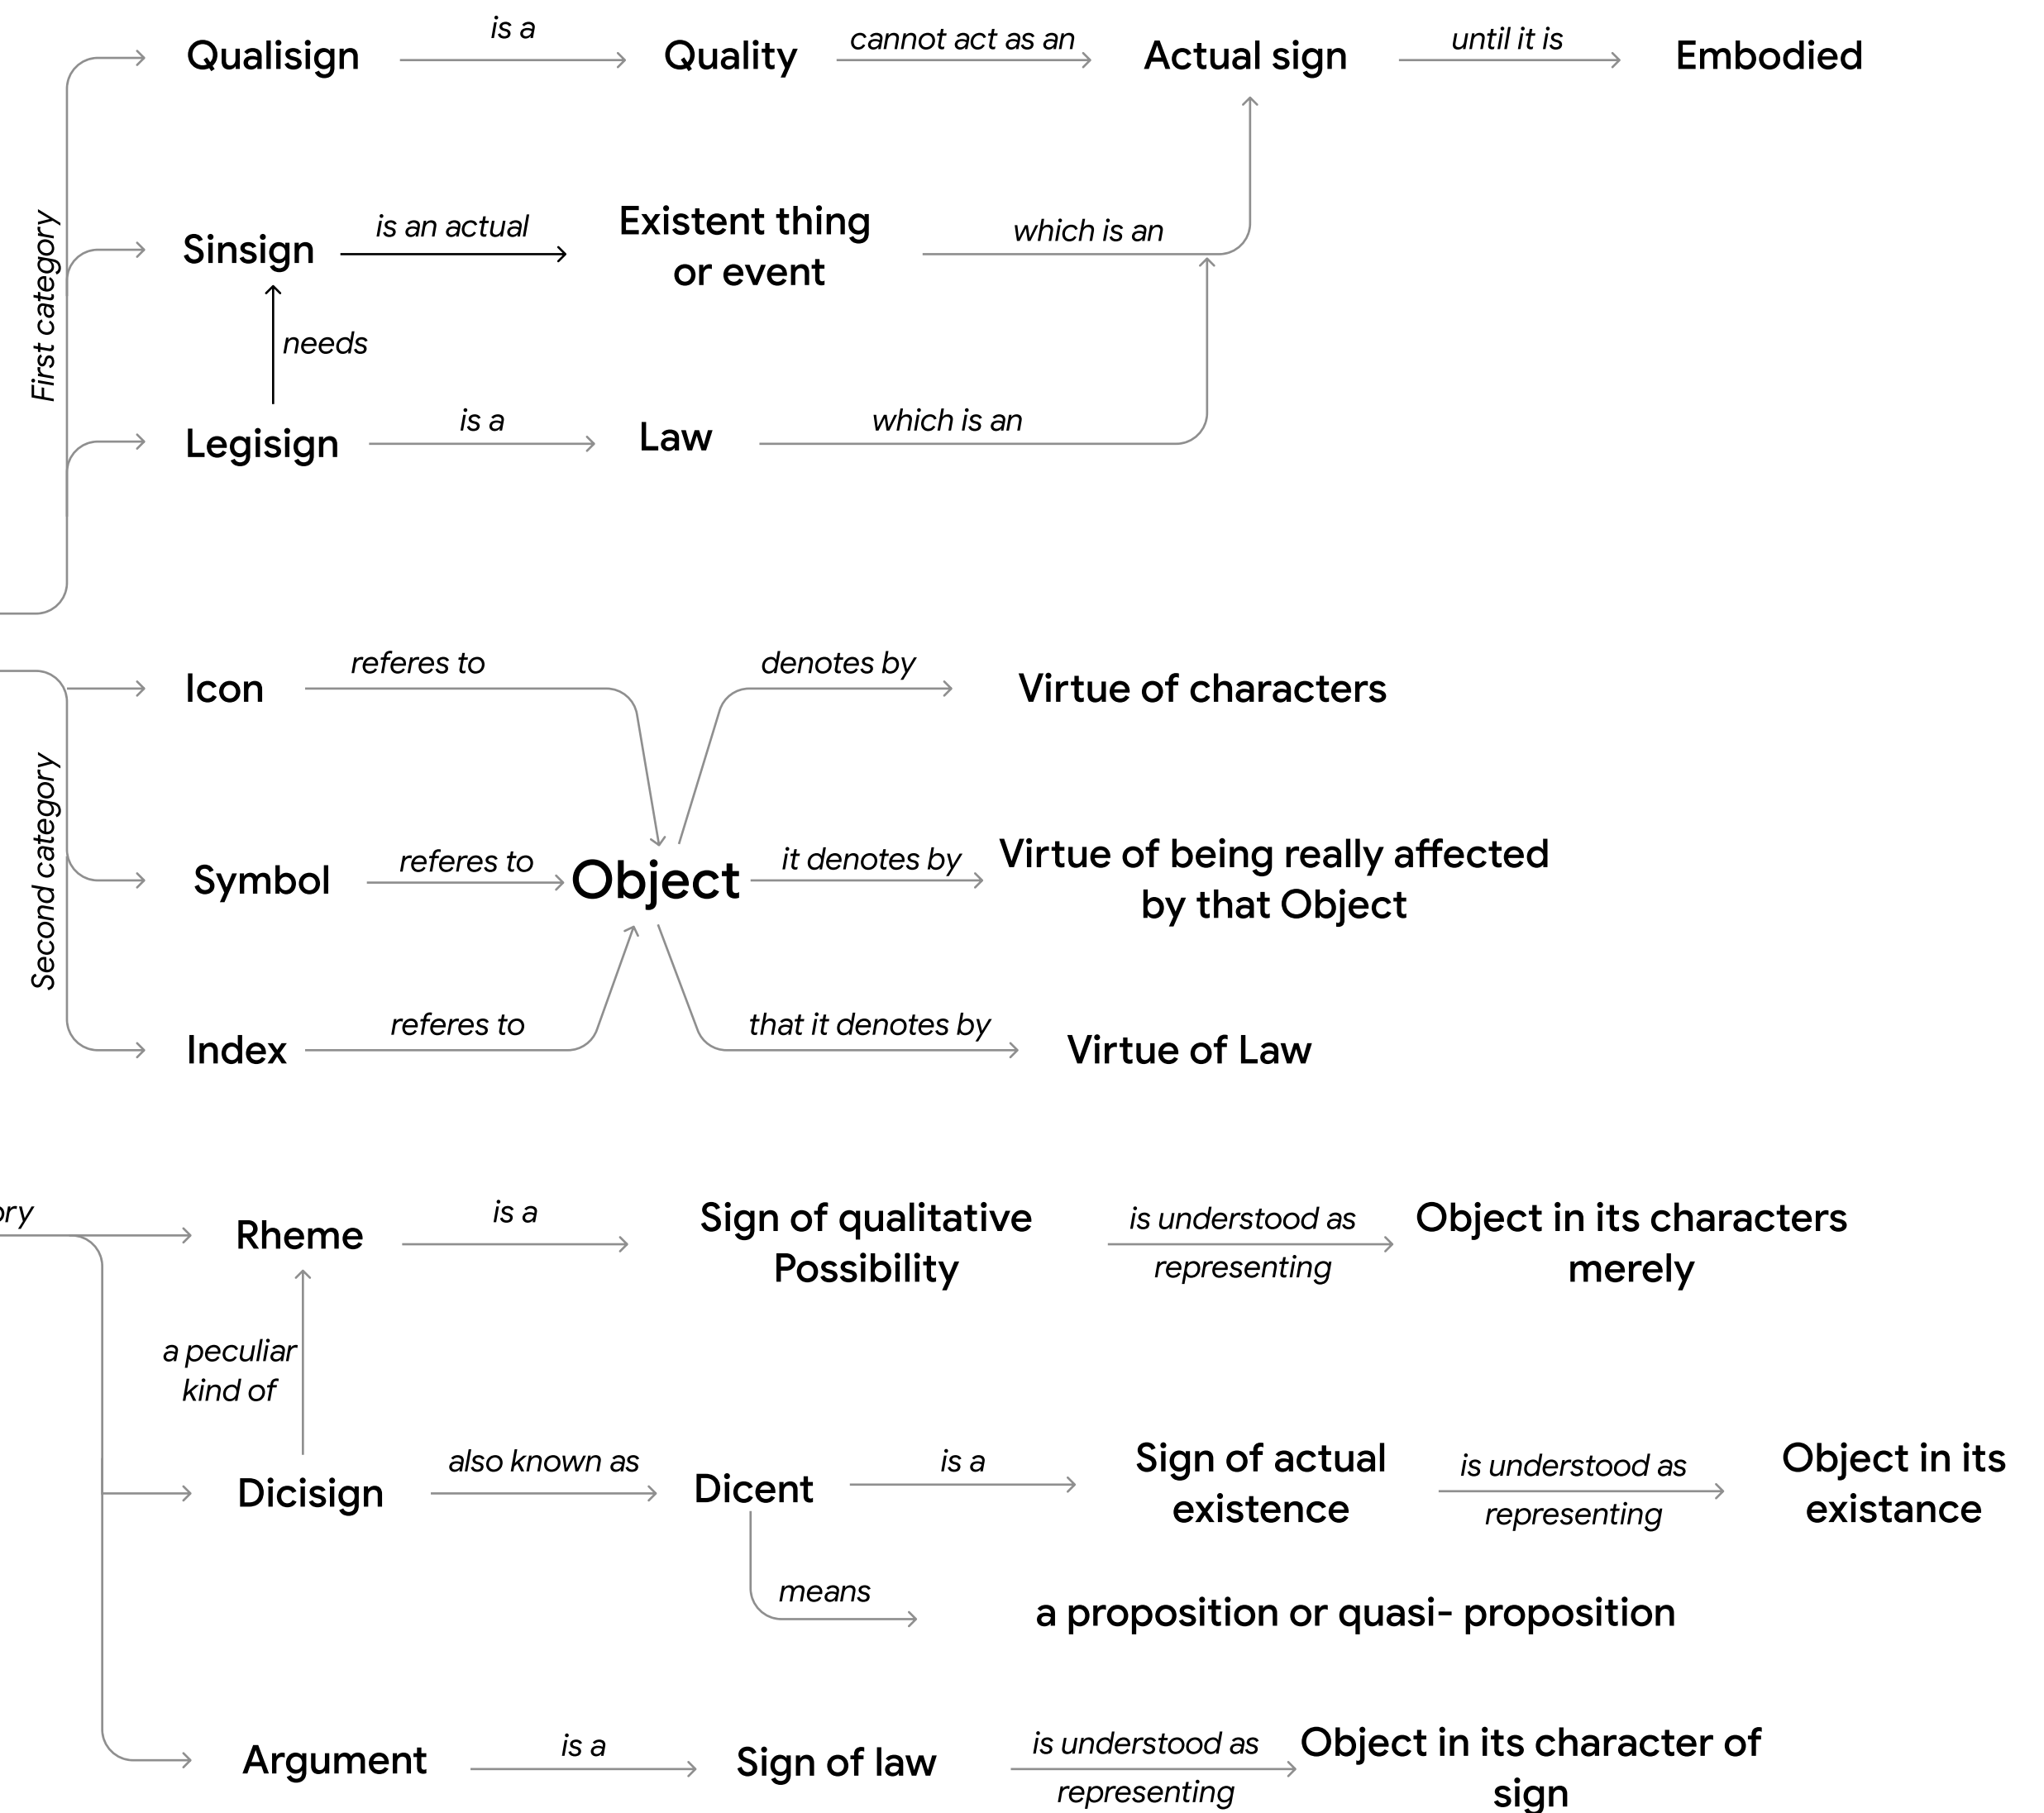 is a
Qualisign
Quality
cannot act as an
Actual sign
until it is
Embodied
First category
Sinsign
is an actual
Existent thing
or event
which is an
needs
Legisign
is a
Law
which is an
Icon
referes to
denotes by
Virtue of characters
Second category
Symbol
referes to
Object
it denotes by
Virtue of being really affected
by that Object
Index
referes to
that it denotes by
Virtue of Law
ory
Rheme
is a
Sign of qualitative
Possibility
is understood as
representing
Object in its characters
merely
a peculiar
kind of
Dicisign
also known as
Dicent
is a
Sign of actual
existence
is understood as
representing
Object in its
existance
means
a proposition or quasi- proposition
Argument
is a
Sign of law
is understood as
representing
Object in its character of
sign